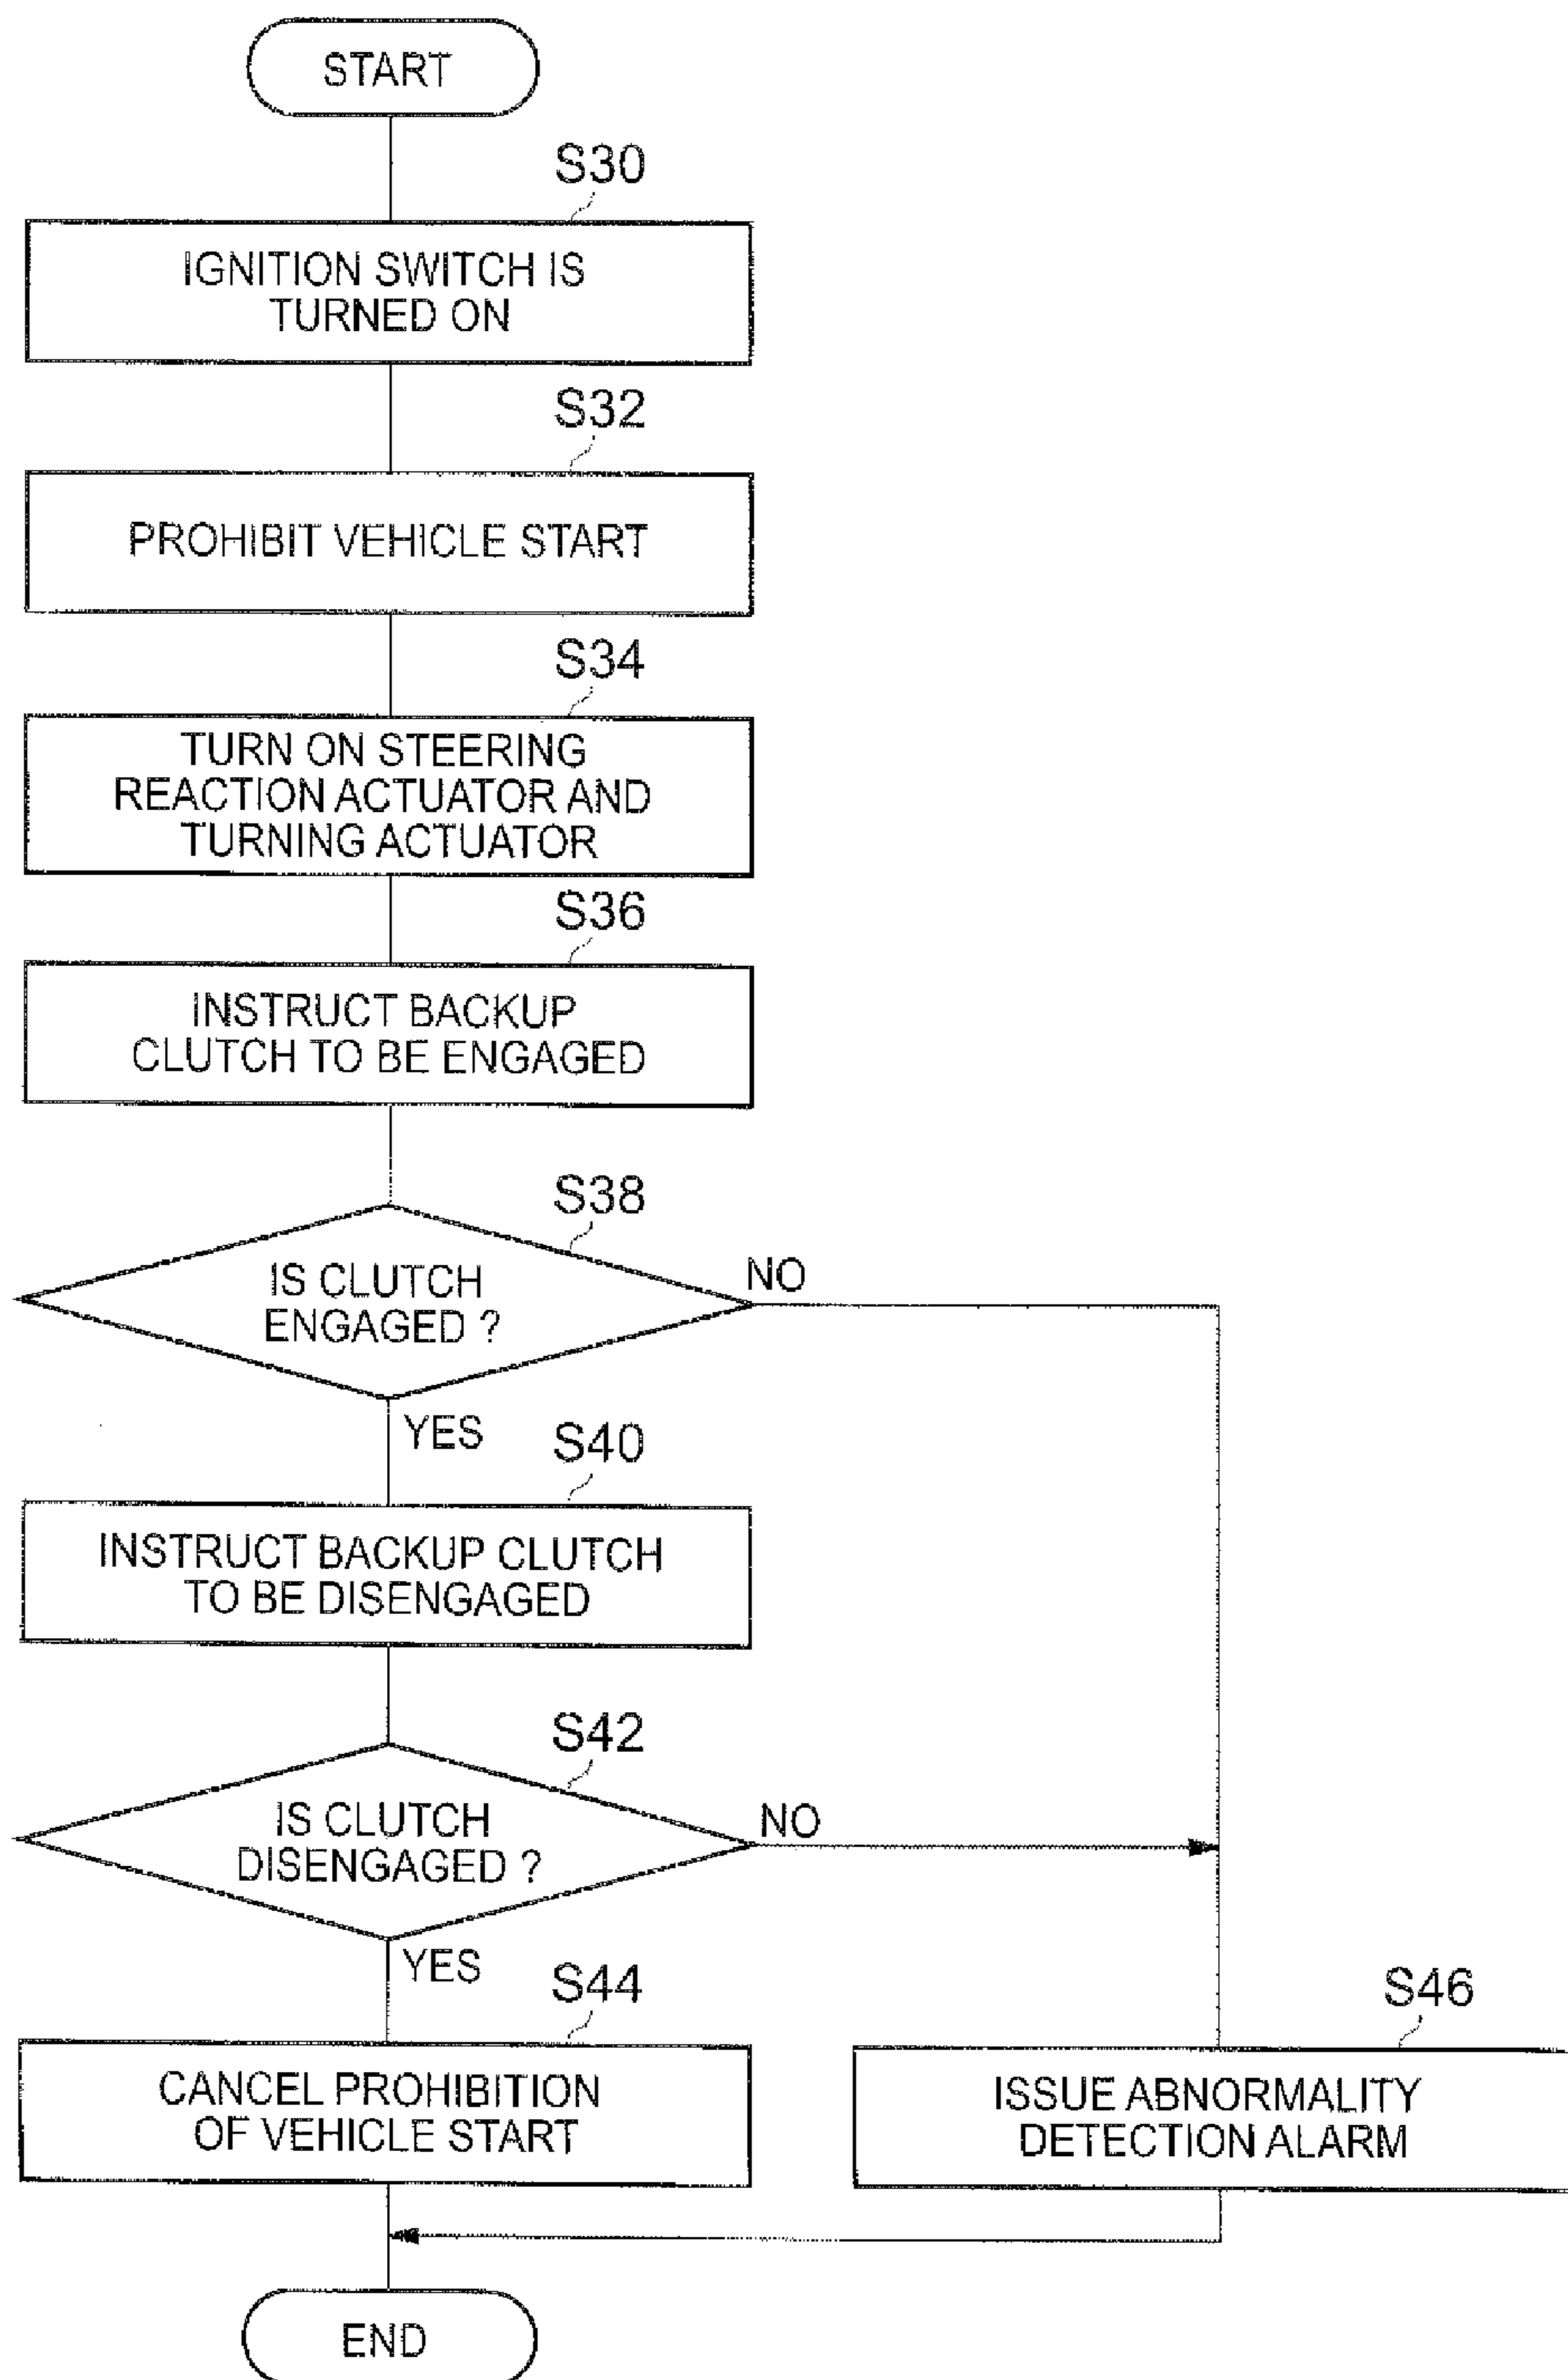 START
S30
IGNITION SWITCH IS
TURNED ON
S32
PROHIBIT VEHICLE START
S34
TURN ON STEERING
REACTION ACTUATOR AND
TURNING ACTUATOR
S36
INSTRUCT BACKUP
CLUTCH TO BE ENGAGED
S38
IS CLUTCH
ENGAGED ?
NO
YES
S40
INSTRUCT BACKUP CLUTCH
TO BE DISENGAGED
S42
IS CLUTCH
DISENGAGED ?
NO
YES
S44
CANCEL PROHIBITION
OF VEHICLE START
S46
ISSUE ABNORMALITY
DETECTION ALARM
END